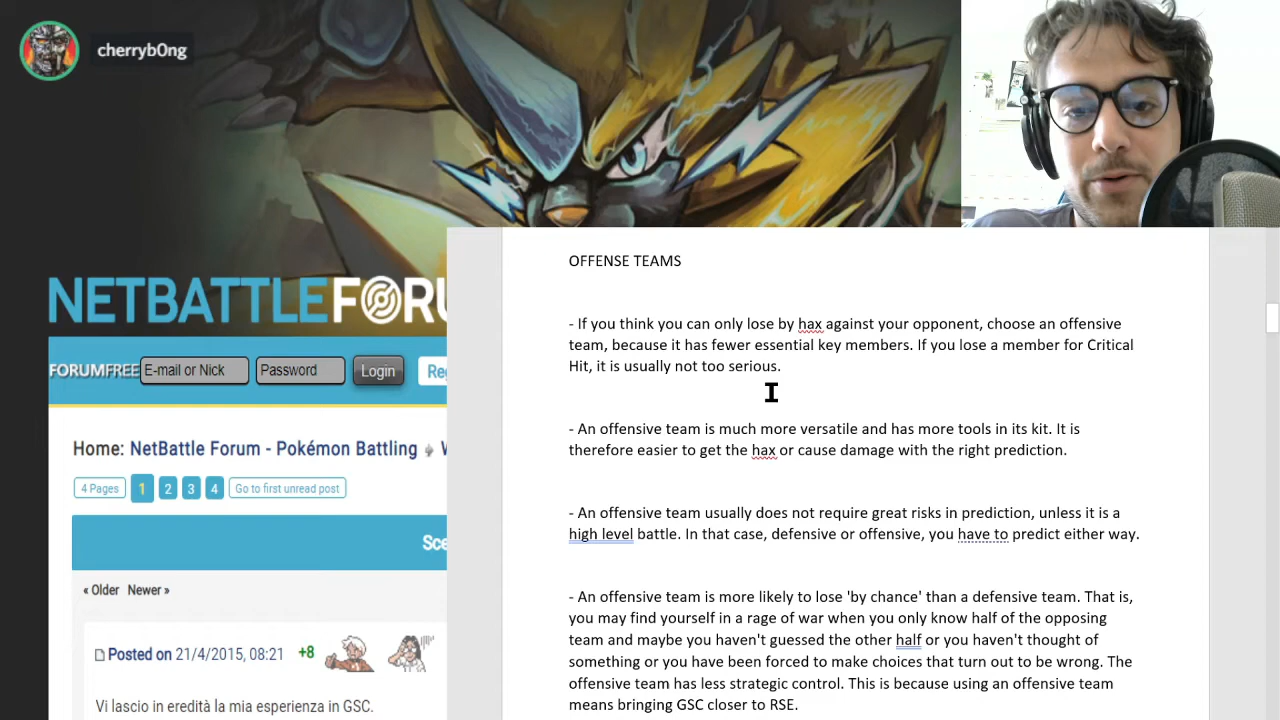 cherryb0ng
NETBATTLEFORU
FORUMFREE E-mail or Nick Password Login Re
Home: NetBattle Forum - Pokémon Battling
4 Pages 1 2 3 4 Go to first unread post
Sce
« Older Newer »
Posted on 21/4/2015, 08:21 +8
Vi lascio in eredità la mia esperienza in GSC.
OFFENSE TEAMS
- If you think you can only lose by hax against your opponent, choose an offensive
team, because it has fewer essential key members. If you lose a member for Critical
Hit, it is usually not too serious.
- An offensive team is much more versatile and has more tools in its kit. It is
therefore easier to get the hax or cause damage with the right prediction.
- An offensive team usually does not require great risks in prediction, unless it is a
high level battle. In that case, defensive or offensive, you have to predict either way.
- An offensive team is more likely to lose 'by chance' than a defensive team. That is,
you may find yourself in a rage of war when you only know half of the opposing
team and maybe you haven't guessed the other half or you haven't thought of
something or you have been forced to make choices that turn out to be wrong. The
offensive team has less strategic control. This is because using an offensive team
means bringing GSC closer to RSE.